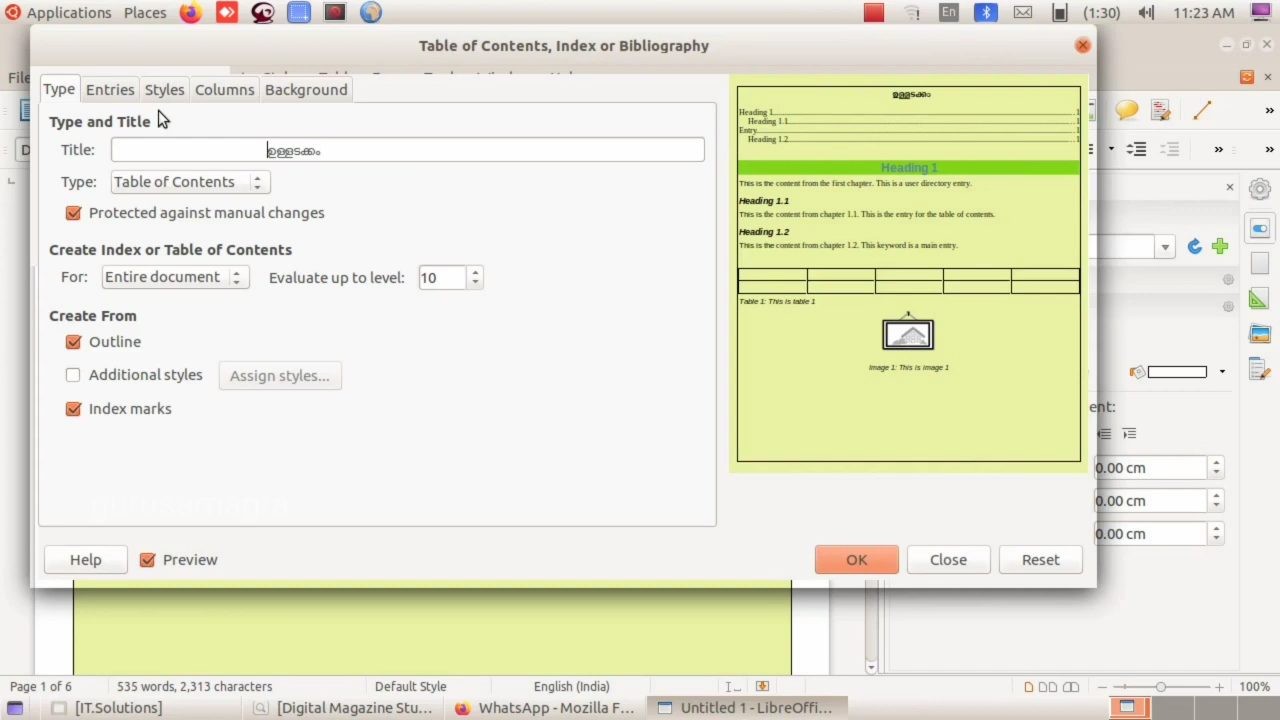 Applications Places En (1:30) 11:23 AM
Table of Contents, Index or Bibliography
Type Entries Styles Columns Background
Type and Title
Title: ഉള്ളടക്കം
Type: Table of Contents
Protected against manual changes
Create Index or Table of Contents
For: Entire document Evaluate up to level: 10
Create From
Outline
Additional styles Assign styles...
Index marks
Help Preview OK Close Reset
ഉള്ളടക്കം
Heading 1 1
Heading 1.1 1
Entry 1
Heading 1.2 1
Heading 1
This is the content from the first chapter. This is a user directory entry.
Heading 1.1
This is the content from chapter 1.1. This is the entry for the table of contents.
Heading 1.2
This is the content from chapter 1.2. This keyword is a main entry.
Table 1: This is table 1
Image 1: This is image 1
0.00 cm
0.00 cm
0.00 cm
Page 1 of 6 535 words, 2,313 characters Default Style English (India) 100%
[IT.Solutions] [Digital Magazine Stu... WhatsApp - Mozilla F... Untitled 1 - LibreOffi...